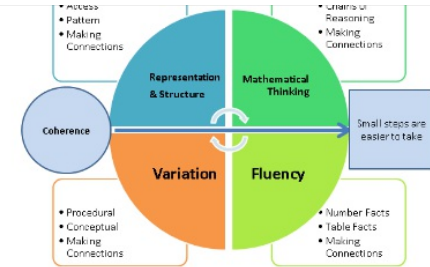 • Access
• Pattern
• Making
Connections
• Chains of
Reasoning
• Making
Connections
Representation
& Structure
Mathematical
Thinking
Coherence
Small steps are
easier to take
Variation
Fluency
• Procedural
• Conceptual
• Making
Connections
• Number Facts
• Table Facts
• Making
Connections